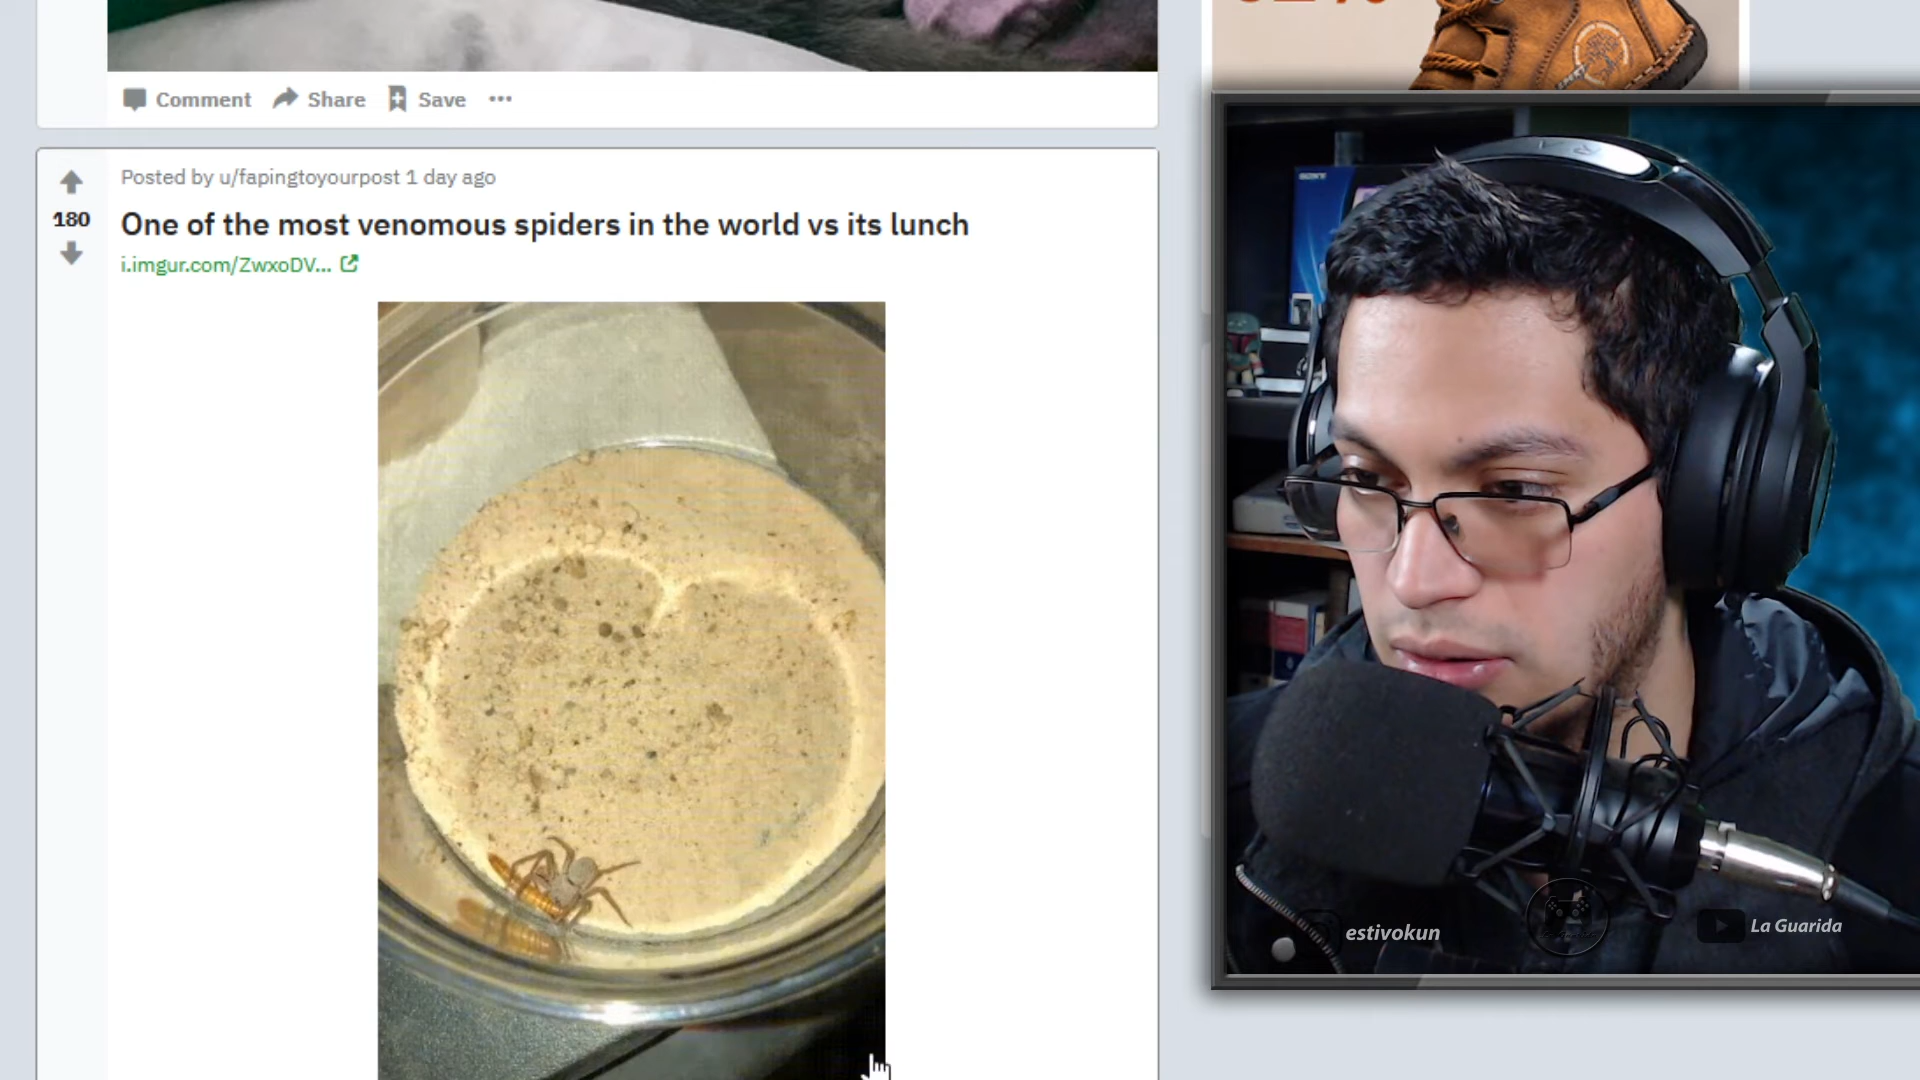 Comment Share Save
Posted by u/fapingtoyourpost 1 day ago
180
One of the most venomous spiders in the world vs its lunch
i.imgur.com/ZwxoDV...
SONY
estivokun
La Guarida